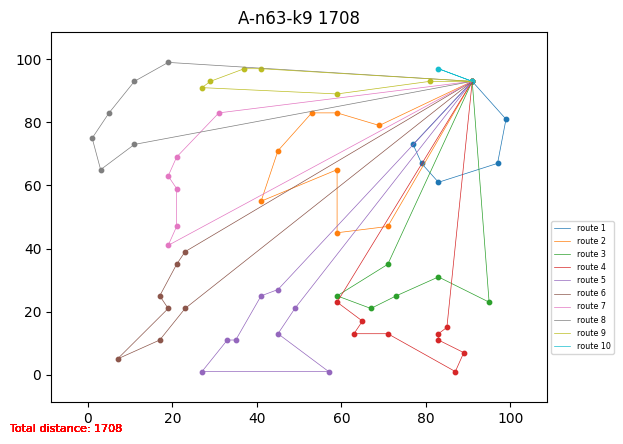 A-n63-k9 1708
100
80
60
40
20
0
0 20 40 60 80 100
route 1
route 2
route 3
route 4
route 5
route 6
route 7
route 8
route 9
route 10
Total distance: 1708